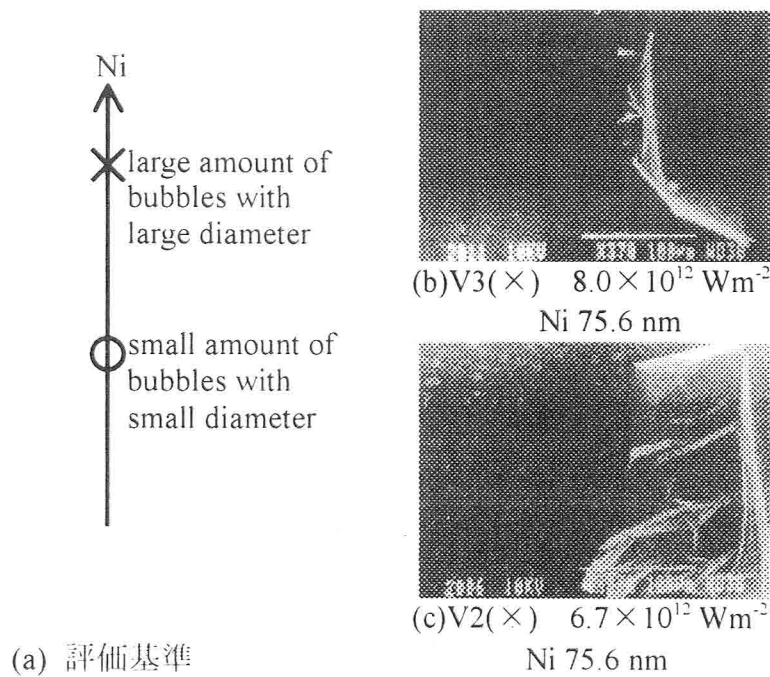 Ni
large amount of
bubbles with
large diameter
small amount of
bubbles with
small diameter
(a) 評価基準
10KV
(b)V3(×) 8.0×10¹² Wm⁻²
Ni 75.6 nm
10KV
(c)V2(×) 6.7×10¹² Wm⁻²
Ni 75.6 nm